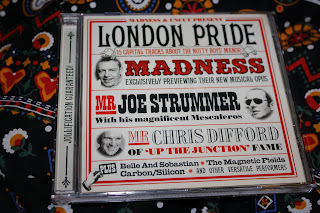 MADNESS & UNCUT PRESENT
LONDON PRIDE
15 CAPITAL TRACKS ABOUT THE NUTTY BOYS' MANOR
MADNESS
EXCLUSIVELY PREVIEWING THEIR NEW MUSICAL OPUS
MR JOE STRUMMER
With his magnificent Mescaleros
MR CHRIS DIFFORD
OF 'UP THE JUNCTION' FAME
PLUS
Belle And Sebastian • The Magnetic Fields
Carbon/Silicon • AND OTHER VERSATILE PERFORMERS
JOLLIFICATION GUARANTEED!